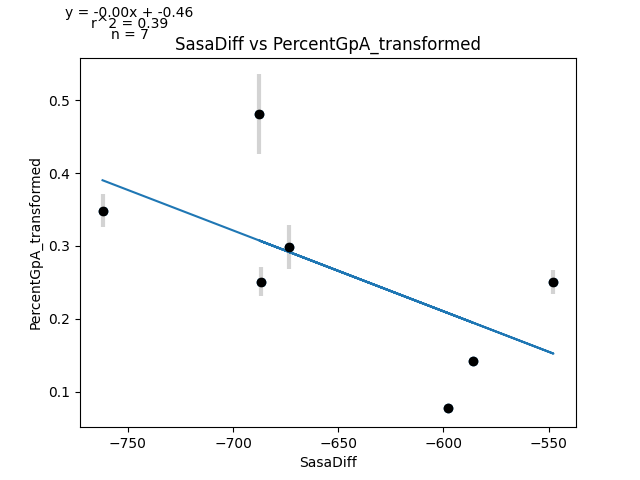 y = -0.00x + -0.46
r^2 = 0.39
n = 7
SasaDiff vs PercentGpA_transformed
PercentGpA_transformed
0.5
0.4
0.3
0.2
0.1
−750
−700
−650
−600
−550
SasaDiff